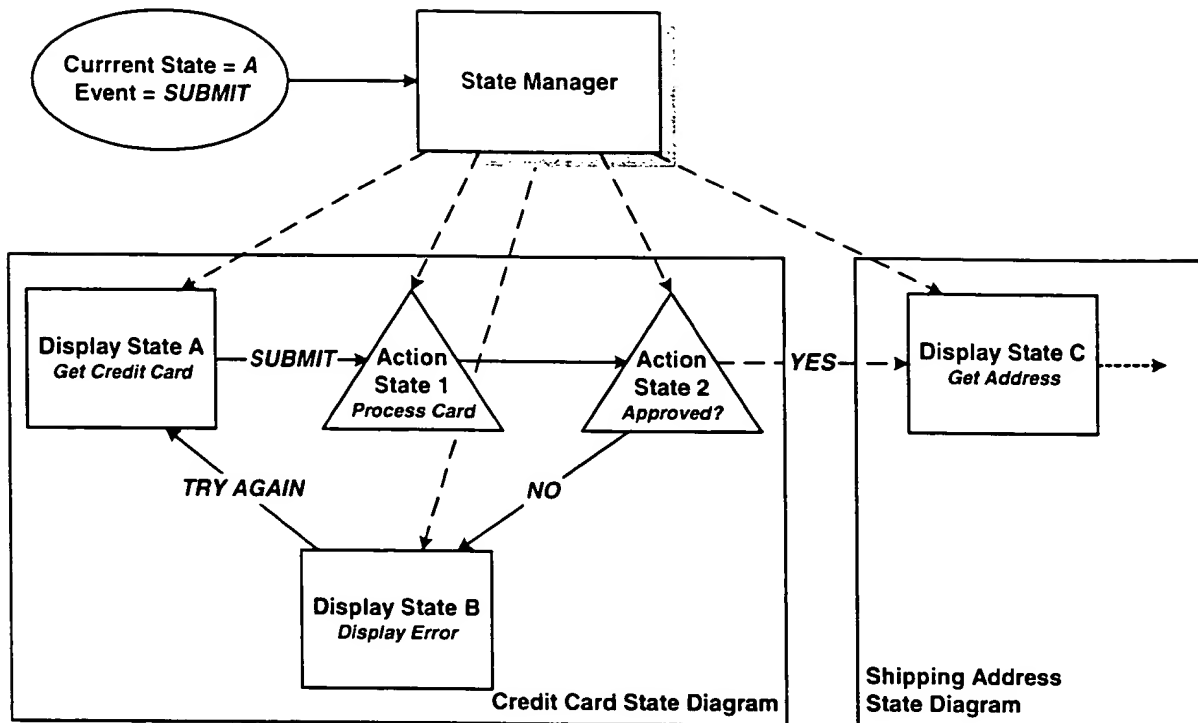 Currrent State = A
Event = SUBMIT
State Manager
Display State A
Get Credit Card
SUBMIT
Action
State 1
Process Card
Action
State 2
Approved?
YES
Display State C
Get Address
TRY AGAIN
NO
Display State B
Display Error
Credit Card State Diagram
Shipping Address
State Diagram